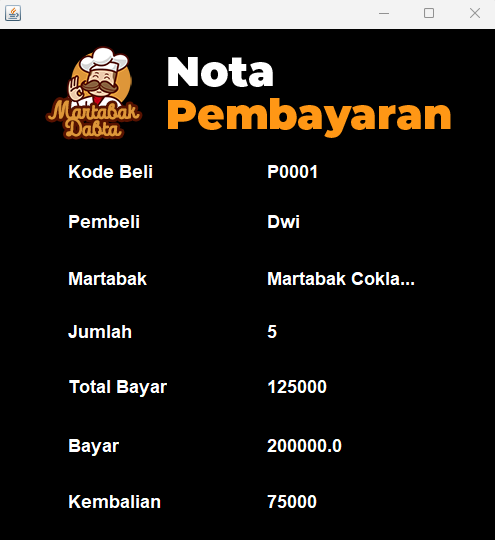 Martabak
Dabta
Nota
Pembayaran
Kode Beli P0001
Pembeli Dwi
Martabak Martabak Cokla...
Jumlah 5
Total Bayar 125000
Bayar 200000.0
Kembalian 75000